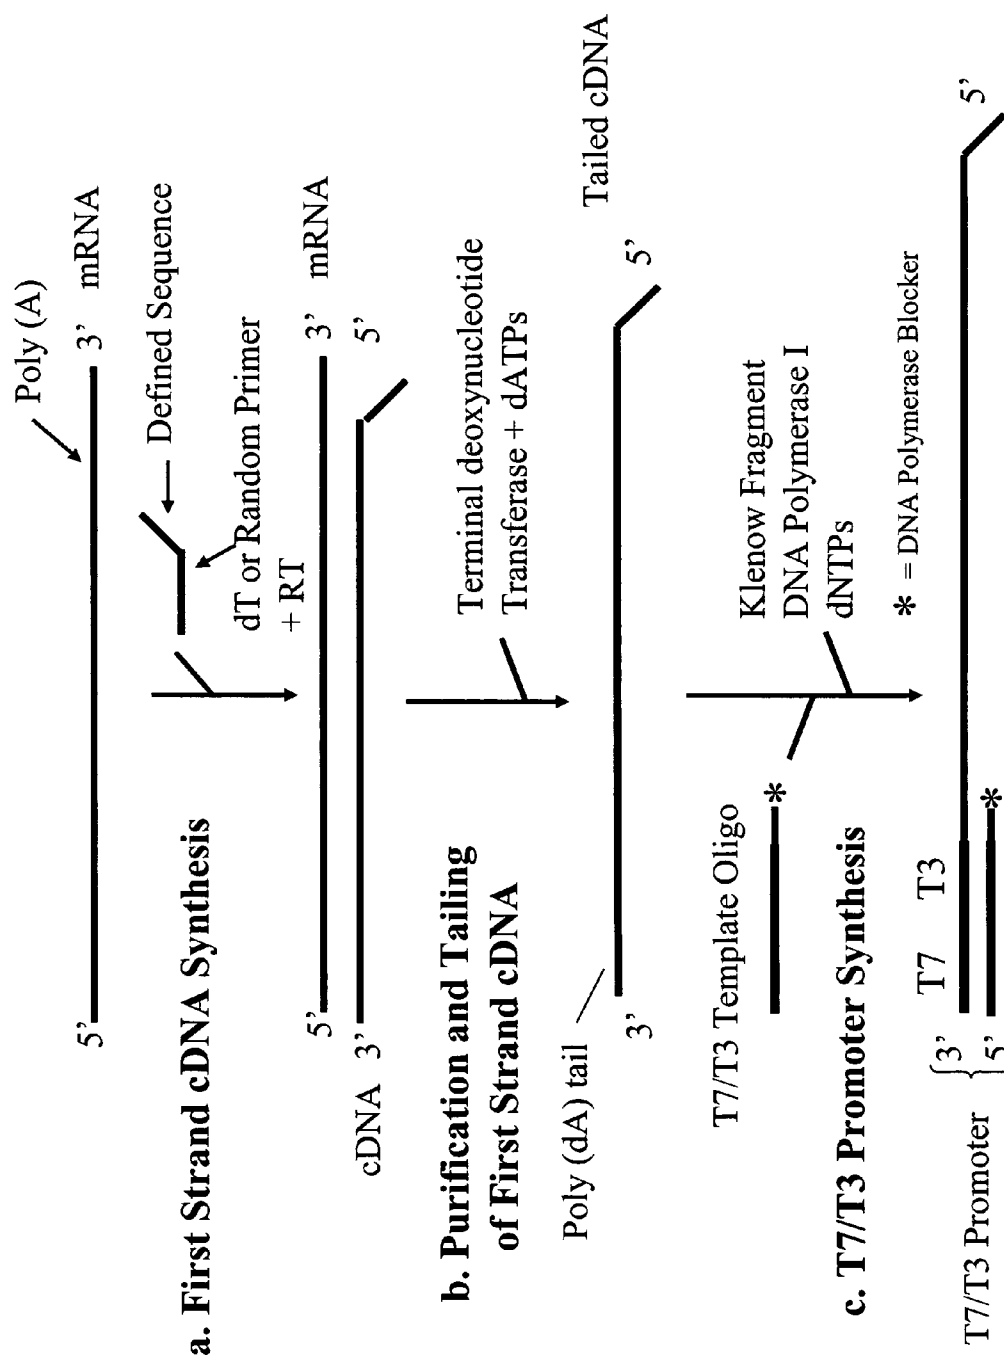 Poly (A)
5’
3’ mRNA
a. First Strand cDNA Synthesis
Defined Sequence
dT or Random Primer
+ RT
5’
3’ mRNA
cDNA 3’
5’
b. Purification and Tailing
of First Strand cDNA
Terminal deoxynucleotide
Transferase + dATPs
Poly (dA) tail
Tailed cDNA
3’
5’
T7/T3 Template Oligo
*
Klenow Fragment
DNA Polymerase I
dNTPs
c. T7/T3 Promoter Synthesis
* = DNA Polymerase Blocker
T7 T3
T7/T3 Promoter
3’
5’
5’
*